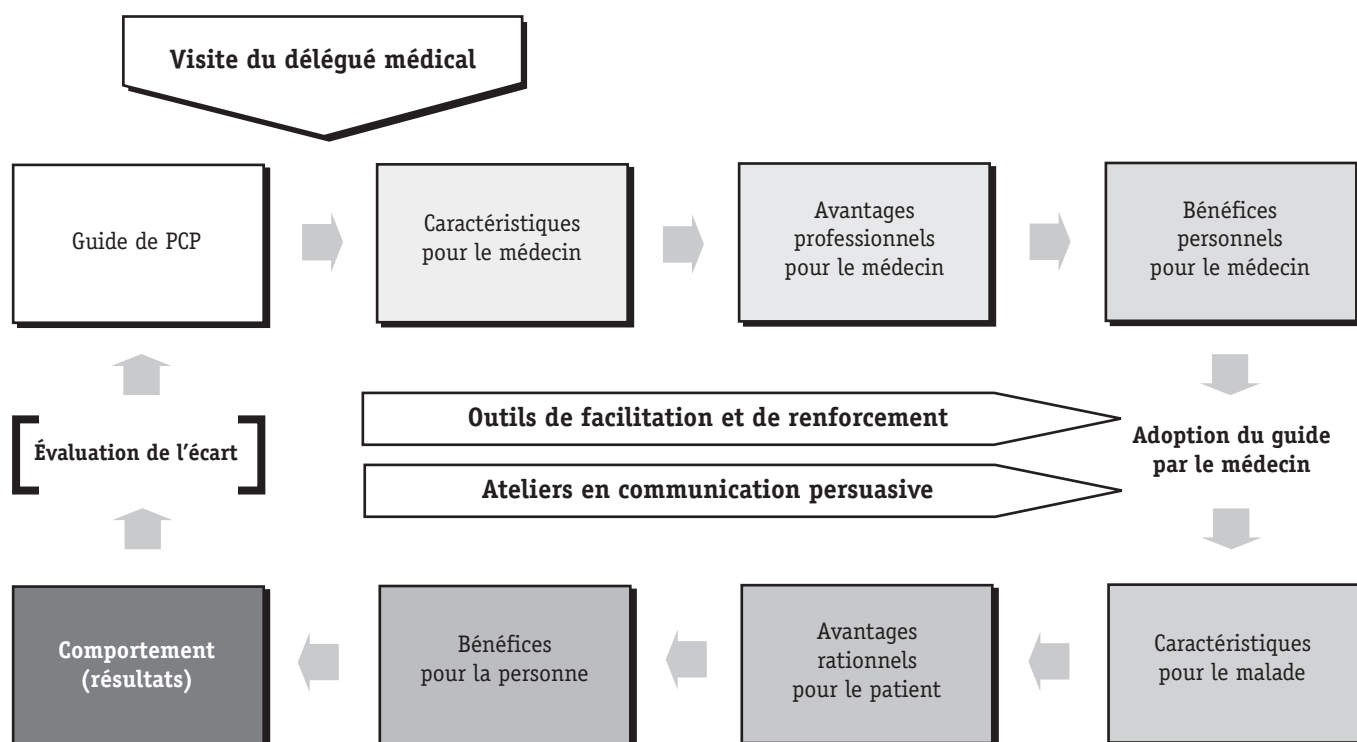 Visite du délégué médical
Guide de PCP
Caractéristiques
pour le médecin
Avantages
professionnels
pour le médecin
Bénéfices
personnels
pour le médecin
Outils de facilitation et de renforcement
Ateliers en communication persuasive
Adoption du guide
par le médecin
Évaluation de l'écart
Comportement
(résultats)
Bénéfices
pour la personne
Avantages
rationnels
pour le patient
Caractéristiques
pour le malade